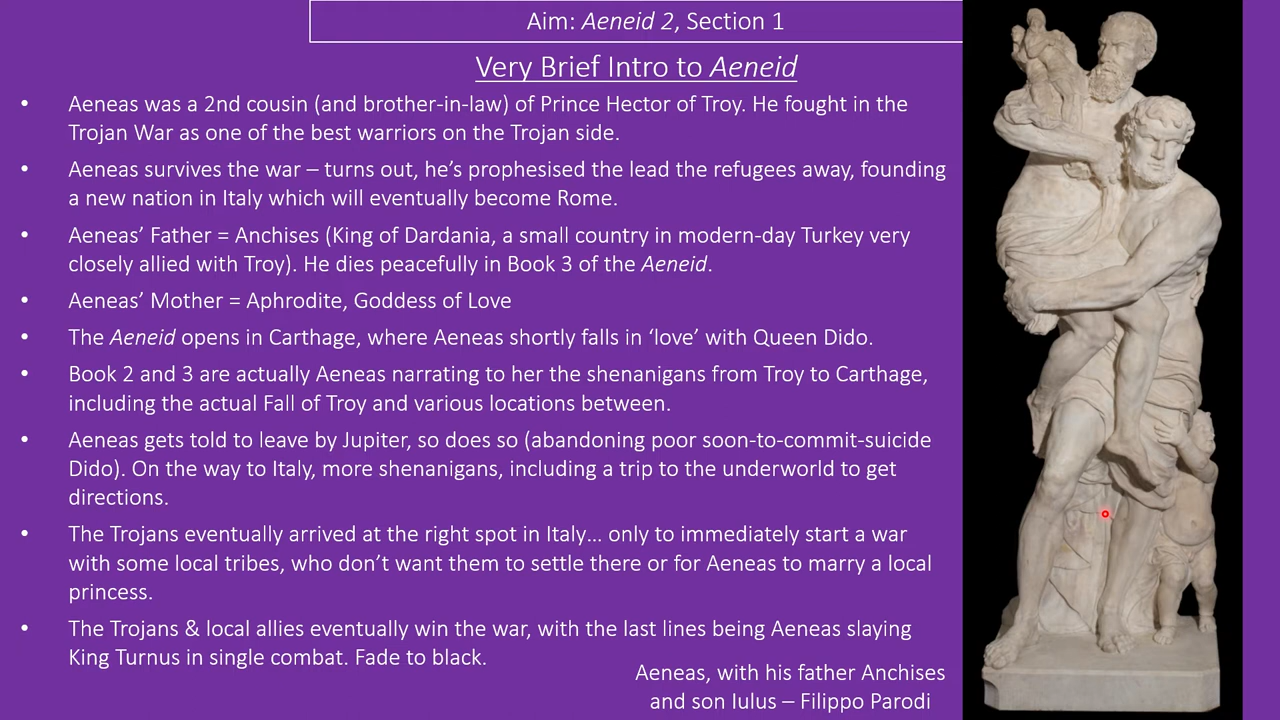 Aim: Aeneid 2, Section 1
Very Brief Intro to Aeneid
• Aeneas was a 2nd cousin (and brother-in-law) of Prince Hector of Troy. He fought in the
Trojan War as one of the best warriors on the Trojan side.
• Aeneas survives the war – turns out, he's prophesised the lead the refugees away, founding
a new nation in Italy which will eventually become Rome.
• Aeneas' Father = Anchises (King of Dardania, a small country in modern-day Turkey very
closely allied with Troy). He dies peacefully in Book 3 of the Aeneid.
• Aeneas' Mother = Aphrodite, Goddess of Love
• The Aeneid opens in Carthage, where Aeneas shortly falls in 'love' with Queen Dido.
• Book 2 and 3 are actually Aeneas narrating to her the shenanigans from Troy to Carthage,
including the actual Fall of Troy and various locations between.
• Aeneas gets told to leave by Jupiter, so does so (abandoning poor soon-to-commit-suicide
Dido). On the way to Italy, more shenanigans, including a trip to the underworld to get
directions.
• The Trojans eventually arrived at the right spot in Italy... only to immediately start a war
with some local tribes, who don't want them to settle there or for Aeneas to marry a local
princess.
• The Trojans & local allies eventually win the war, with the last lines being Aeneas slaying
King Turnus in single combat. Fade to black.
Aeneas, with his father Anchises
and son Iulus – Filippo Parodi